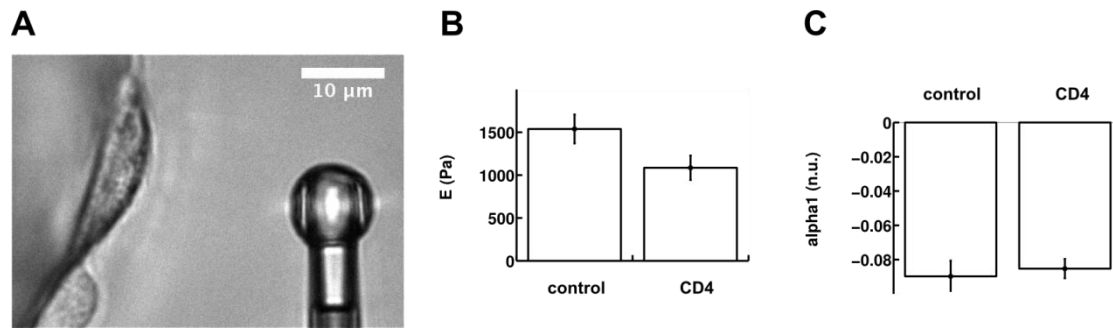 A
10 µm
B
E (Pa)
1500
1000
500
0
control
CD4
C
control
CD4
alpha1 (n.u.)
0
−0.02
−0.04
−0.06
−0.08